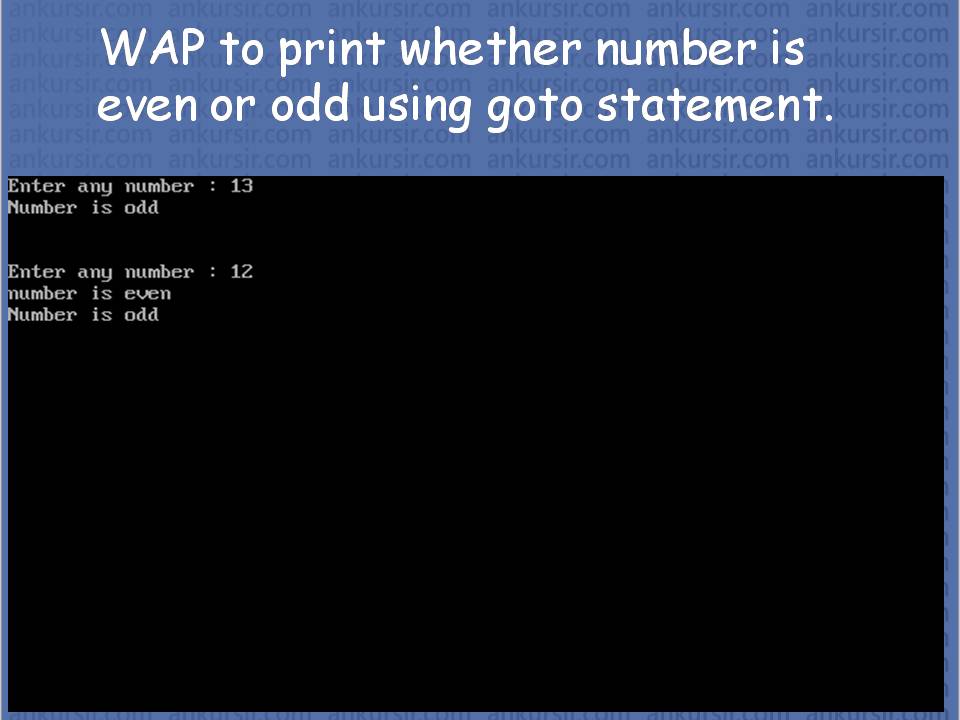 WAP to print whether number is
even or odd using goto statement.
Enter any number : 13
Number is odd
Enter any number : 12
number is even
Number is odd
ankursir.com